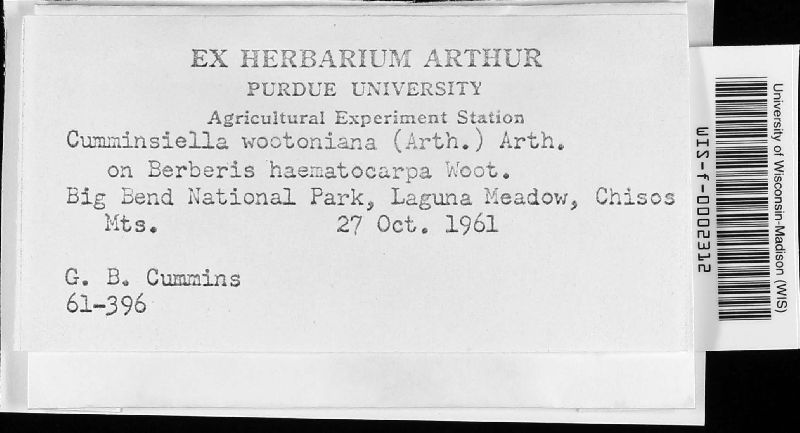 EX HERBARIUM ARTHUR
PURDUE UNIVERSITY
Agricultural Experiment Station
Cumminsiella wootoniana (Arth.) Arth.
on Berberis haematocarpa Woot.
Big Bend National Park, Laguna Meadow, Chisos
Mts. 27 Oct. 1961
G. B. Cummins
61-396
University of Wisconsin-Madison (WIS)
WIS-f-0002312